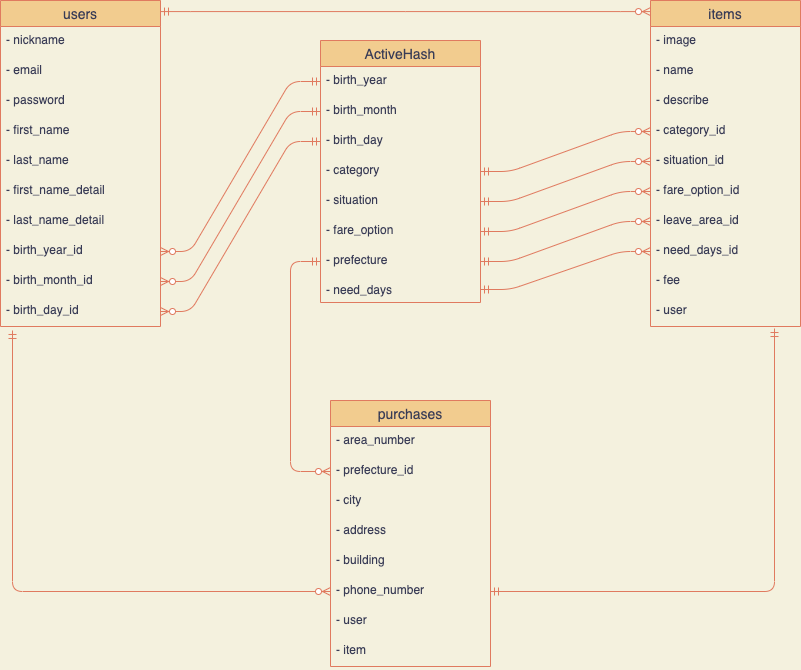 users
- nickname
- email
- password
- first_name
- last_name
- first_name_detail
- last_name_detail
- birth_year_id
- birth_month_id
- birth_day_id
ActiveHash
- birth_year
- birth_month
- birth_day
- category
- situation
- fare_option
- prefecture
- need_days
items
- image
- name
- describe
- category_id
- situation_id
- fare_option_id
- leave_area_id
- need_days_id
- fee
- user
purchases
- area_number
- prefecture_id
- city
- address
- building
- phone_number
- user
- item